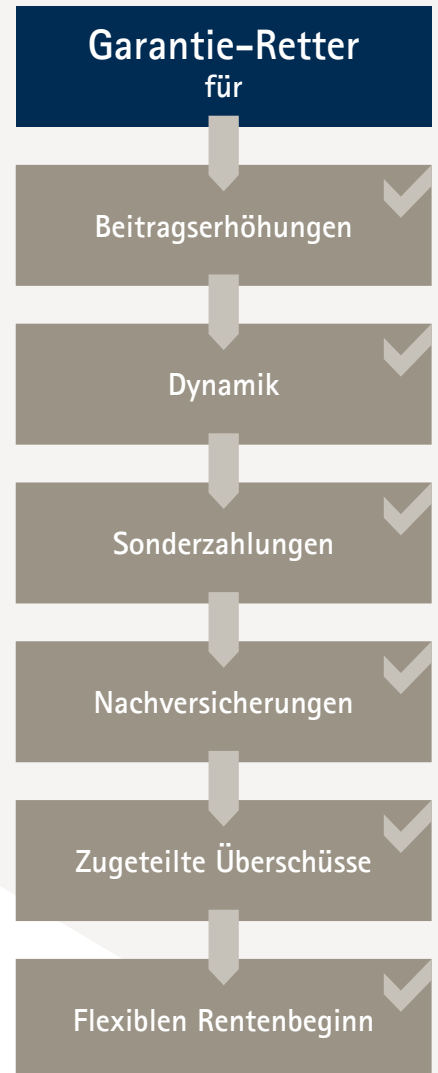 Garantie-Retter
für
Beitragserhöhungen
Dynamik
Sonderzahlungen
Nachversicherungen
Zugeteilte Überschüsse
Flexiblen Rentenbeginn